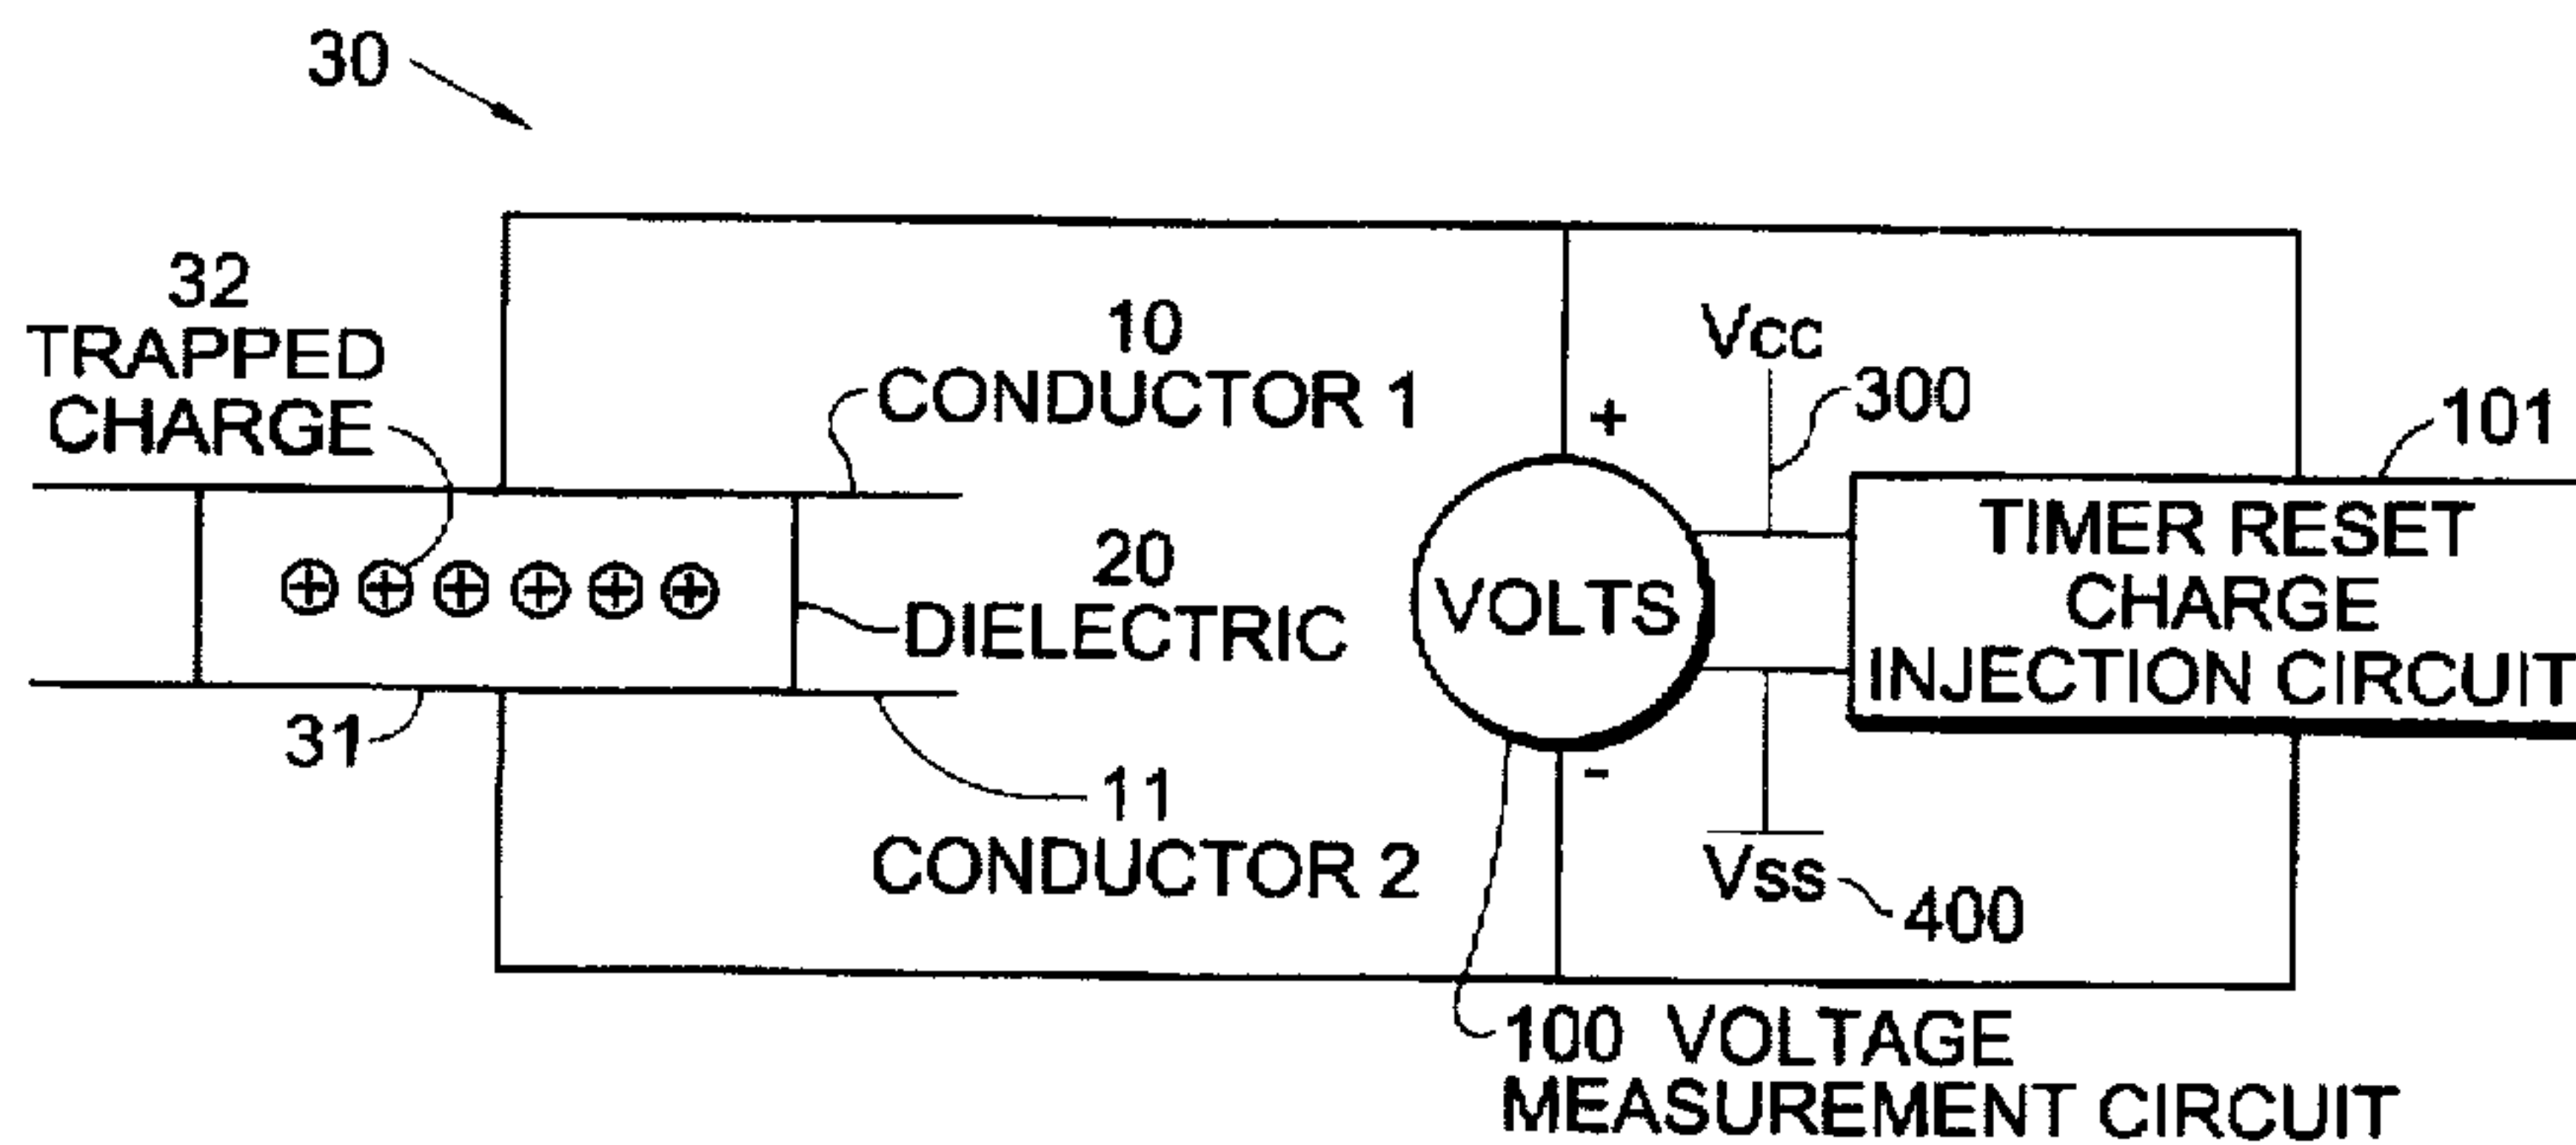 30
32
TRAPPED
CHARGE
10
CONDUCTOR 1
20
DIELECTRIC
31
11
CONDUCTOR 2
+
VOLTS
-
Vcc
300
Vss
400
101
TIMER RESET
CHARGE
INJECTION CIRCUIT
100 VOLTAGE
MEASUREMENT CIRCUIT